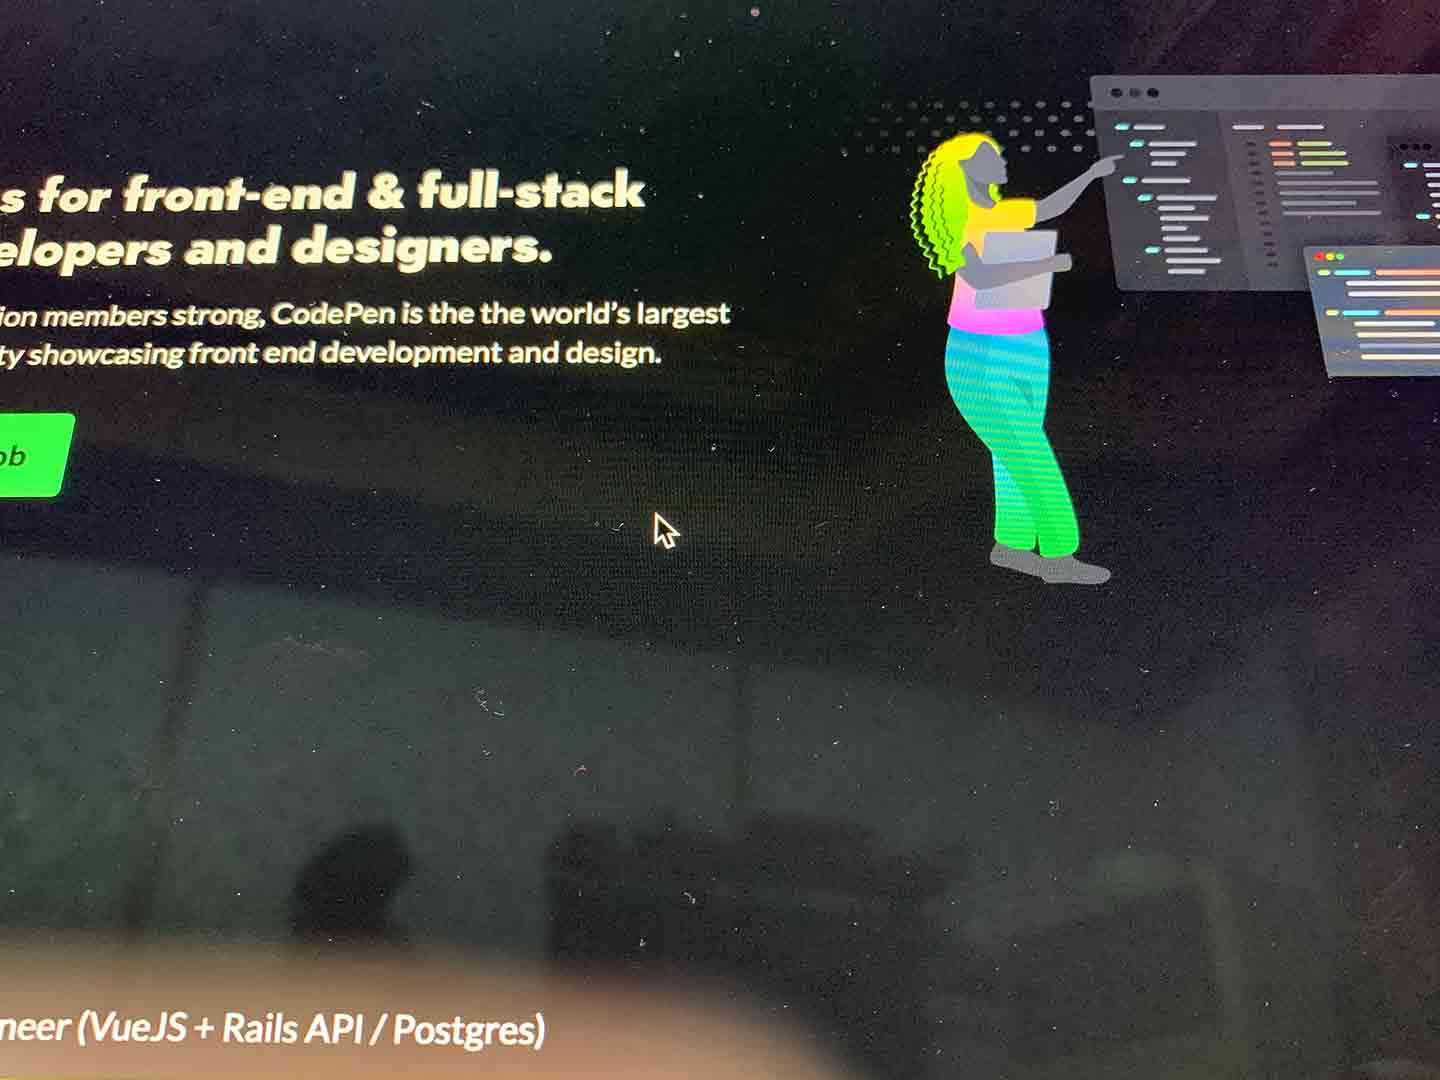 s for front-end & full-stack
elopers and designers.
ion members strong, CodePen is the the world's largest
ty showcasing front end development and design.
ob
neer (VueJS + Rails API / Postgres)